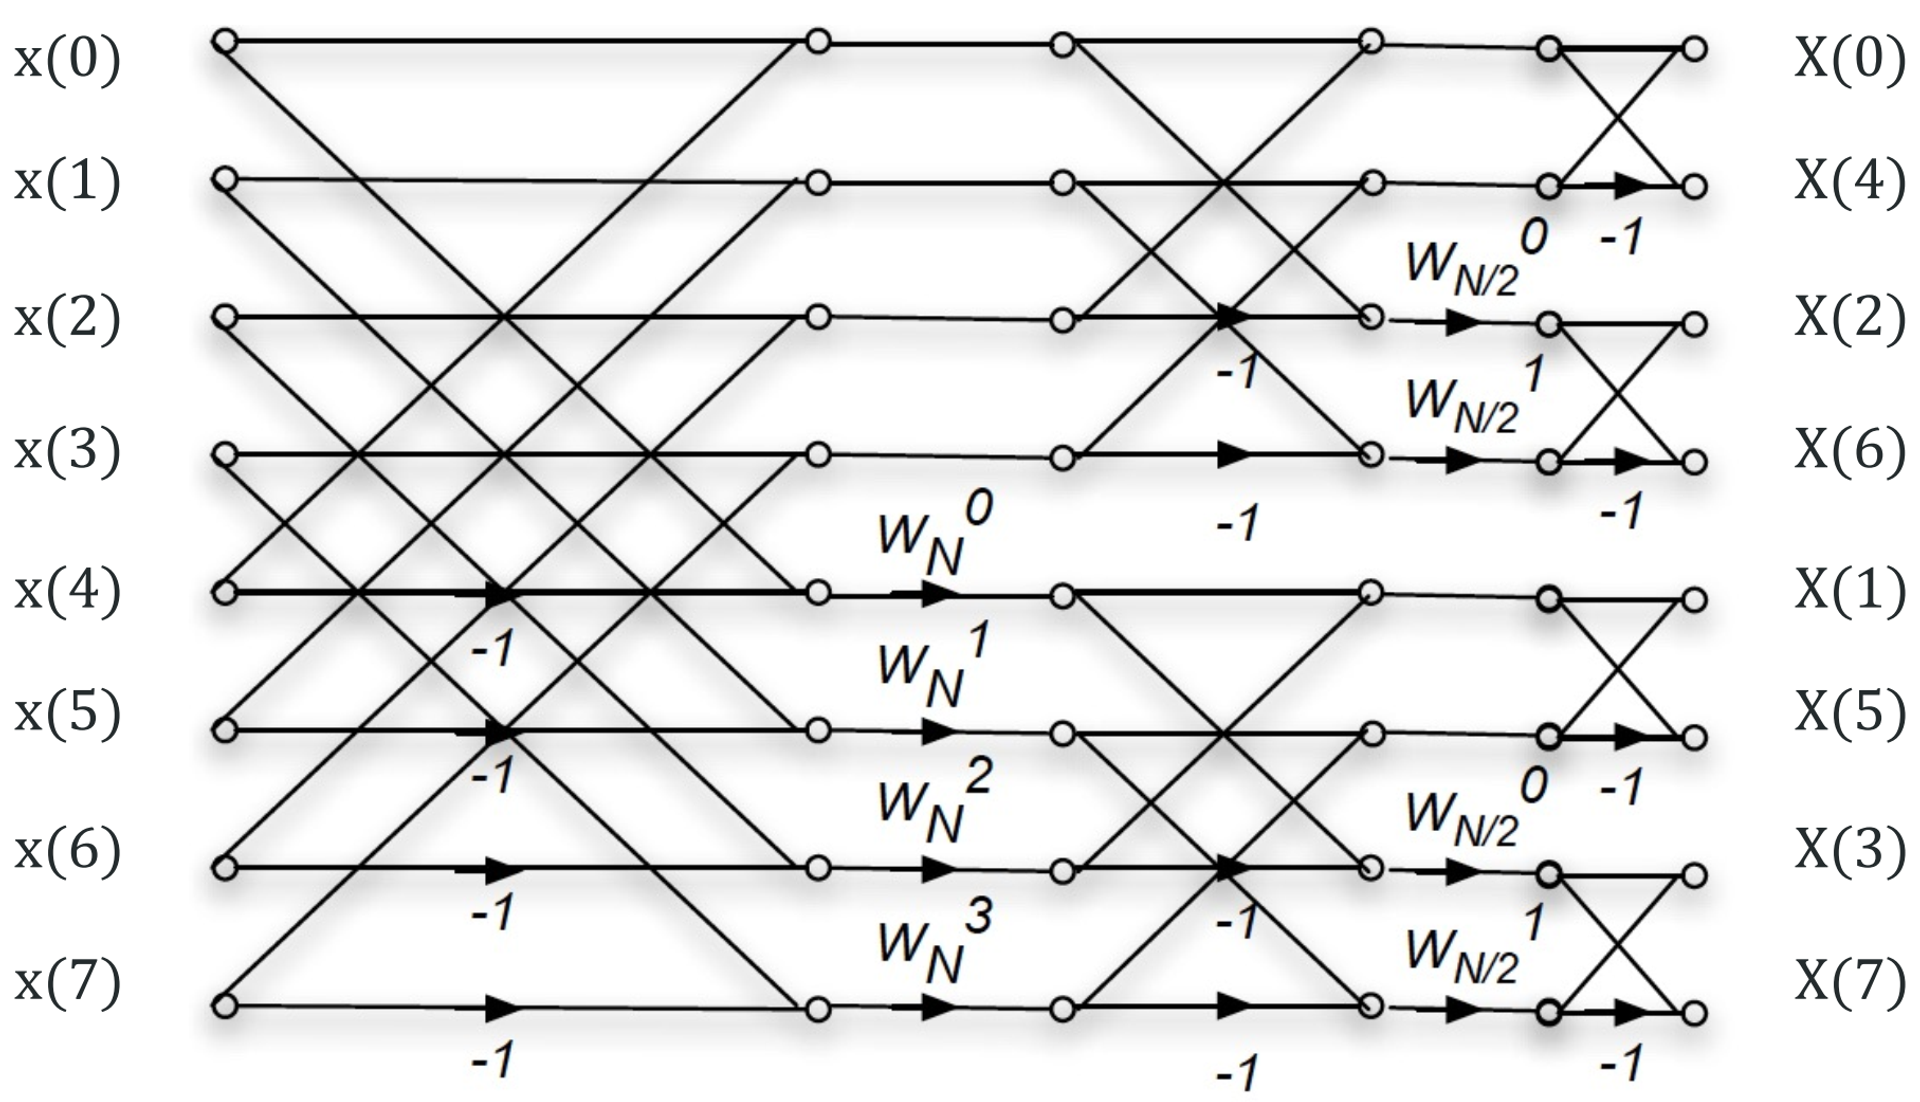 x(0) X(0)
x(1) X(4)
0 -1
W_{N/2}
x(2) X(2)
-1 1
W_{N/2}
x(3) X(6)
0 -1 -1
W_N
x(4) X(1)
-1 1
W_N
x(5) X(5)
-1 2 0 -1
W_N W_{N/2}
x(6) X(3)
-1 3 -1 1
W_N W_{N/2}
x(7) X(7)
-1 -1 -1